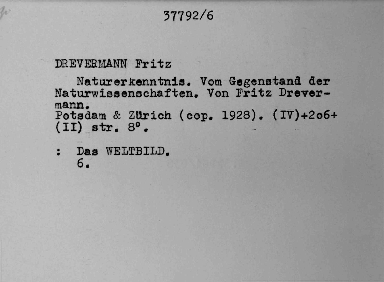 37792/6
DREVERMANN Fritz
Naturerkenntnis. Vom Gegenstand der
Naturwissenschaften. Von Fritz Drever-
mann.
Potsdam & Zürich (cop. 1928). (IV)+2o6+
(II) str. 8°.
: Das WELTBILD.
6.